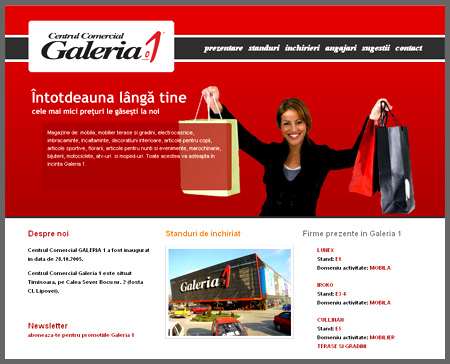 Centrul Comercial
Galeria 1
prezentare standuri inchirieri angajari sugestii contact
Întotdeauna lângă tine
cele mai mici prețuri le găsești la noi
Magazine de: mobila, mobilier terase si gradini, electrocasnice,
imbracaminte, incaltaminte, decoratiuni interioare, articole pentru copii,
articole sportive, florarii, articole pentru nunti si evenimente, marochinarie,
bijuterii, motociclete, atv-uri si moped-uri. Toate acestea va asteapta in
incinta Galeria 1.
Despre noi
Centrul Comercial GALERIA 1 a fost inaugurat
in data de 28.10.2005.
Centrul Comercial Galeria 1 este situat
Timisoara, pe Calea Sever Bocu nr. 2 (fosta
CL Lipovei).
Newsletter
aboneaza-te pentru promotiile Galeria 1
Standuri de inchiriat
Galeria 1
Firme prezente in Galeria 1
LUNEX
Stand: E1
Domeniu activitate: MOBILA
IROKO
Stand: E3-4
Domeniu activitate: MOBILA
CULLINAN
Stand: E5
Domeniu activitate: MOBILIER
TERASE SI GRADINI